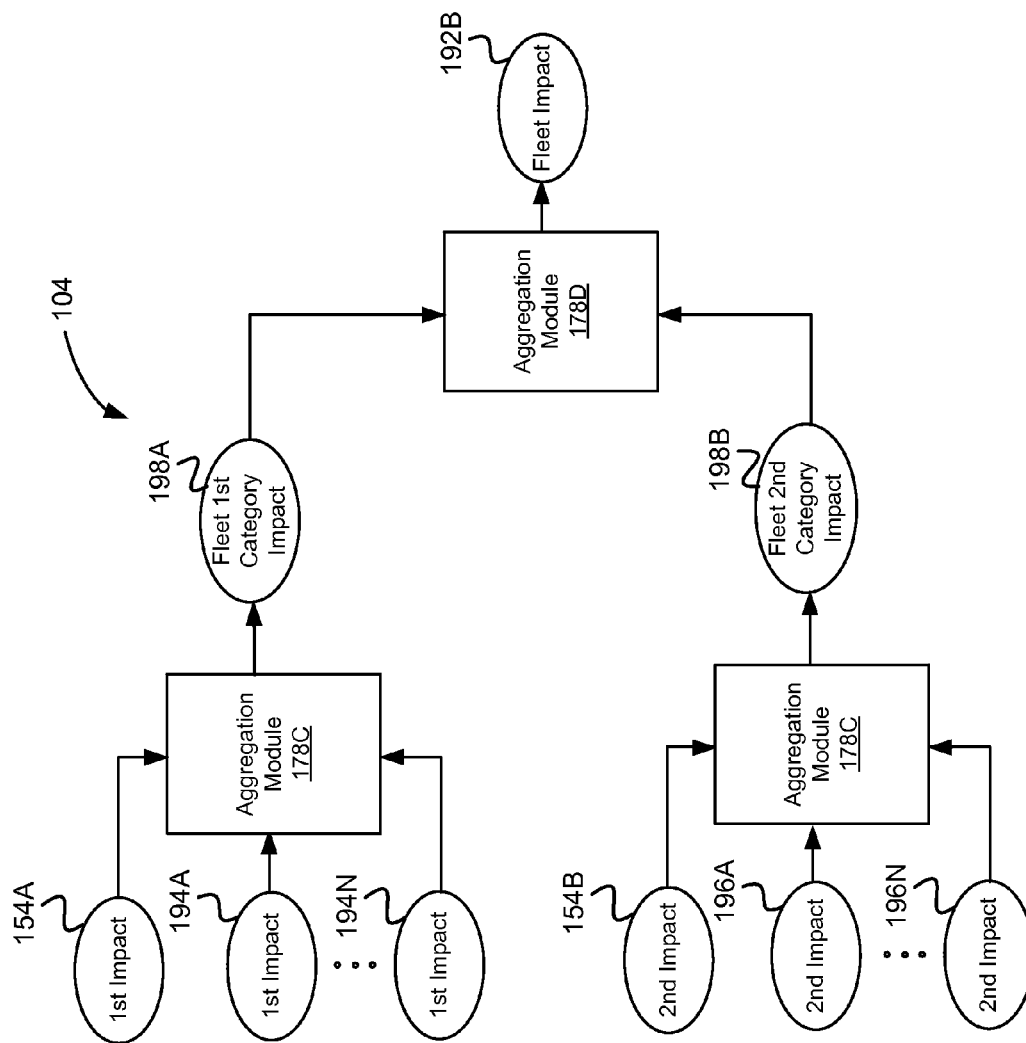 196N
196A
154B
194N
194A
154A
2nd Impact
2nd Impact
2nd Impact
1st Impact
1st Impact
1st Impact
Aggregation
Module
178C
Aggregation
Module
178C
198B
198A
104
Fleet 2nd
Category
Impact
Fleet 1st
Category
Impact
Aggregation
Module
178D
192B
Fleet Impact